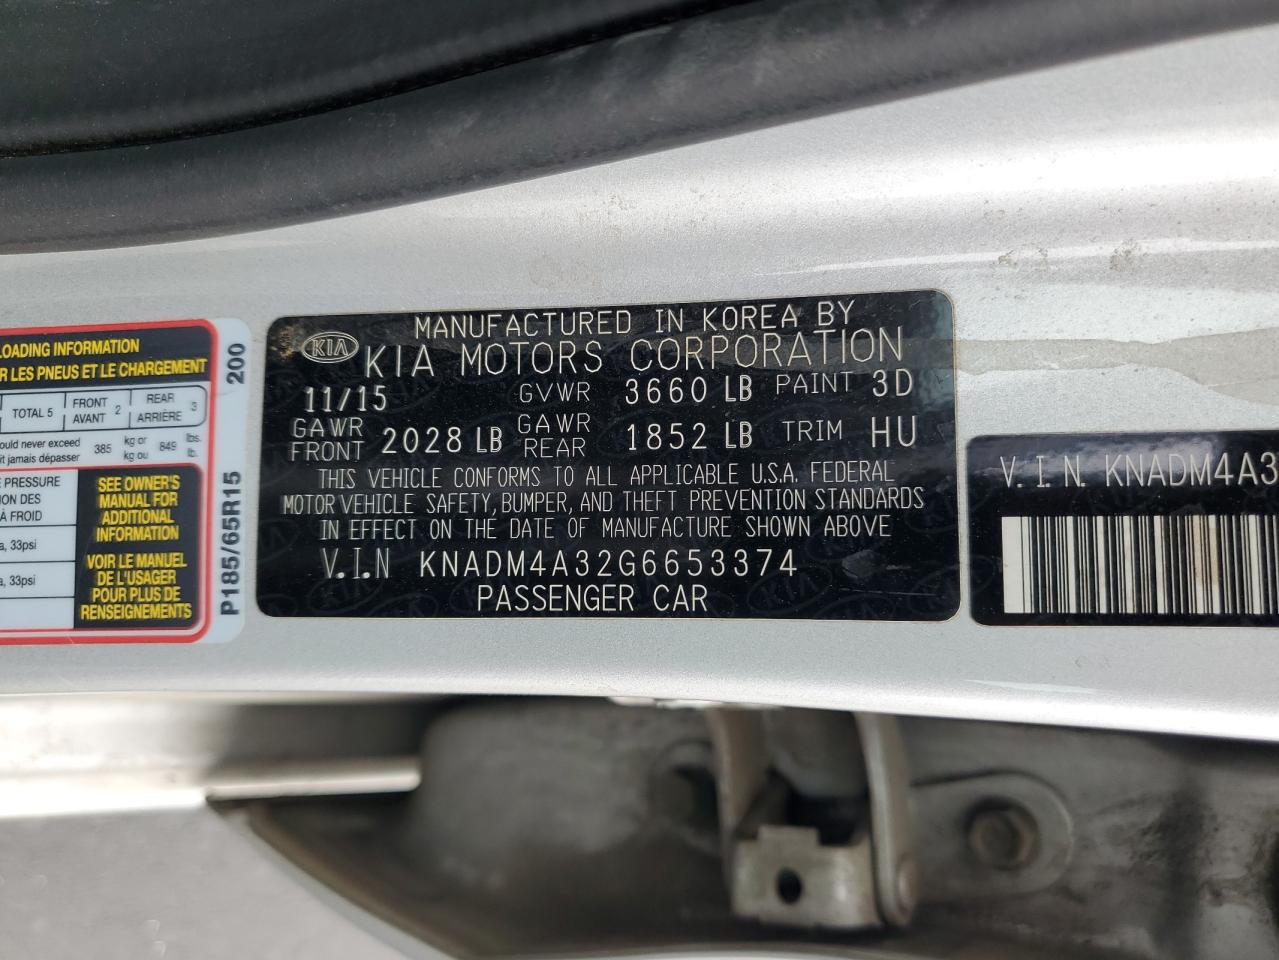 LOADING INFORMATION
R LES PNEUS ET LE CHARGEMENT
TOTAL 5 FRONT AVANT 2 REAR ARRIÈRE 3
ould never exceed 385 kg or 849 lbs.
it jamais dépasser kg ou lb.
PRESSURE
ON DES
À FROID
a, 33psi
a, 33psi
SEE OWNER'S
MANUAL FOR
ADDITIONAL
INFORMATION
VOIR LE MANUEL
DE L'USAGER
POUR PLUS DE
RENSEIGNEMENTS
P185/65R15 200
MANUFACTURED IN KOREA BY
KIA KIA MOTORS CORPORATION
11/15 GVWR 3660 LB PAINT 3D
GAWR FRONT 2028 LB GAWR REAR 1852 LB TRIM HU
THIS VEHICLE CONFORMS TO ALL APPLICABLE U.S.A. FEDERAL
MOTOR VEHICLE SAFETY, BUMPER, AND THEFT PREVENTION STANDARDS
IN EFFECT ON THE DATE OF MANUFACTURE SHOWN ABOVE
V.I.N KNADM4A32G6653374
PASSENGER CAR
V.I.N. KNADM4A3